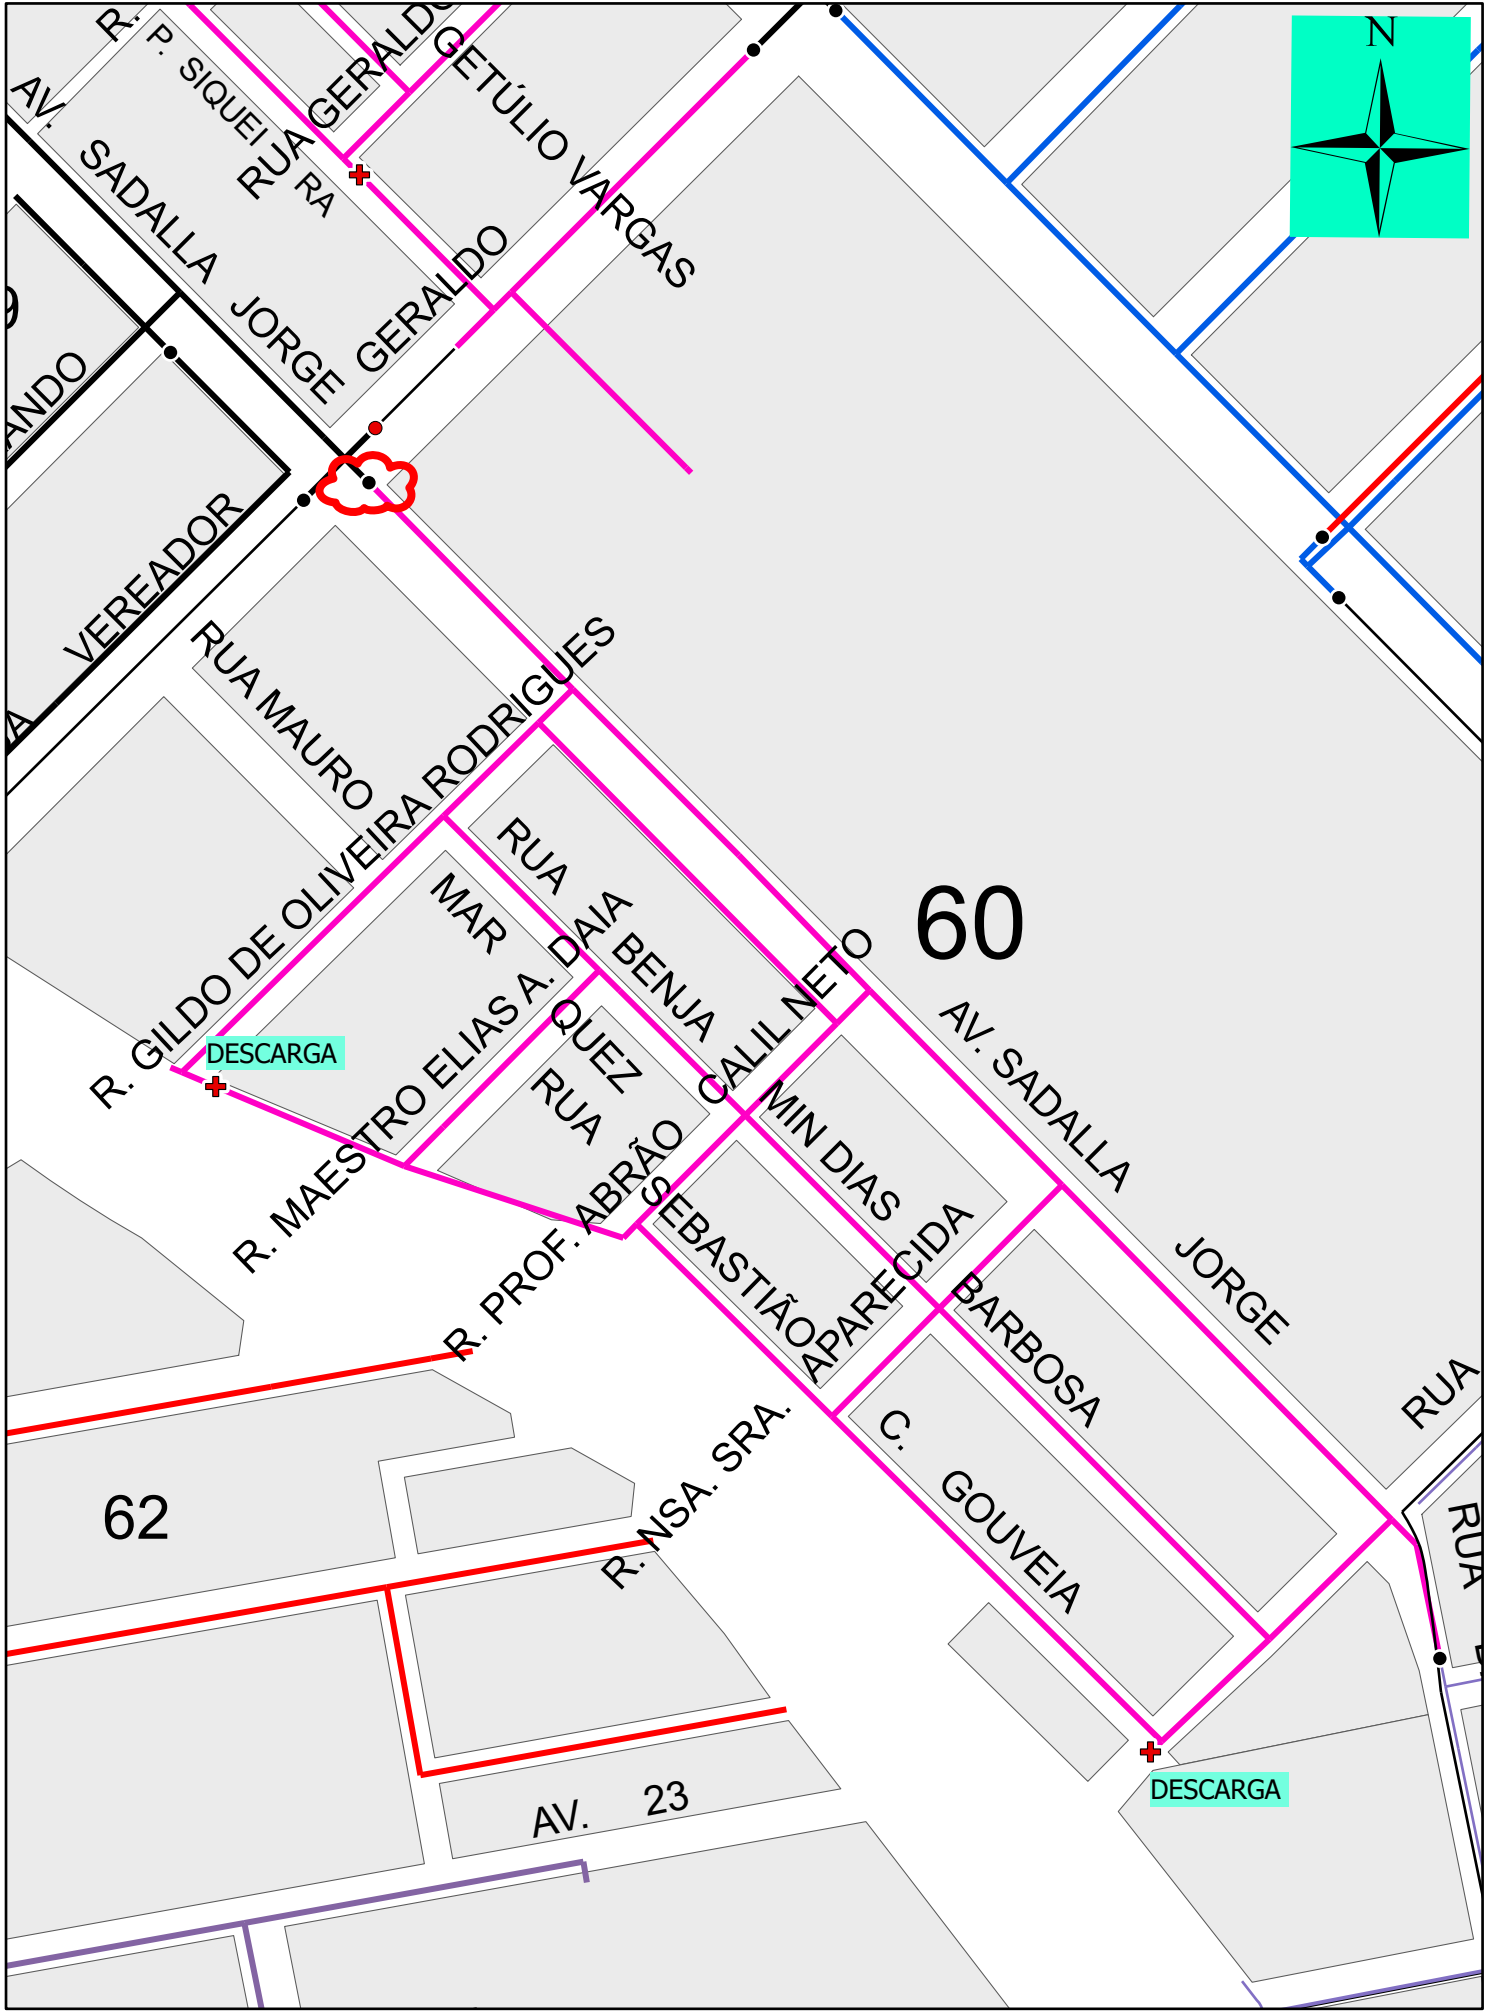 R.
P. SIQUEI RA
RUA GERALDO
GETÚLIO VARGAS
N
AV. SADALLA JORGE
GERALDO
9
ANDO
VEREADOR
RUA MAURO
R. GILDO DE OLIVEIRA RODRIGUES
RUA BENJA MIN DIAS BARBOSA
MAR QUEZ
60
R. MAESTRO ELIAS A. DAIA
DESCARGA
R. PROF. ABRÃO CALIL NETO
AV. SADALLA JORGE
RUA SEBASTIÃO C. GOUVEIA
R. NSA. SRA. APARECIDA
RUA
RUA
62
DESCARGA
AV. 23